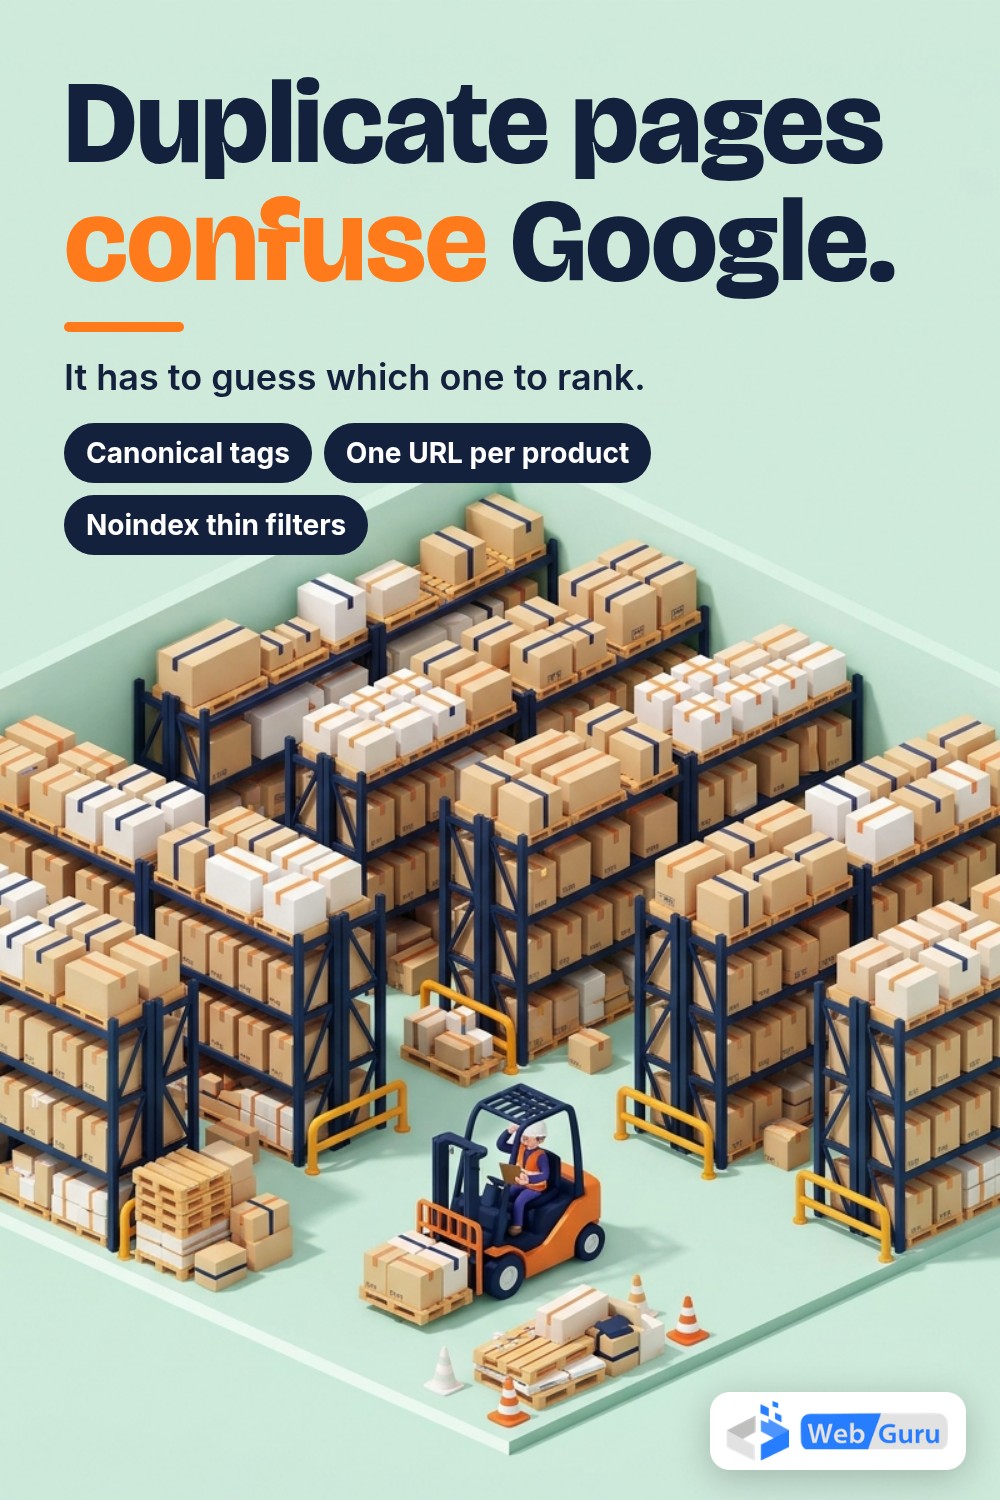 Duplicate pages
confuse Google.
It has to guess which one to rank.
Canonical tags
One URL per product
Noindex thin filters
Web Guru